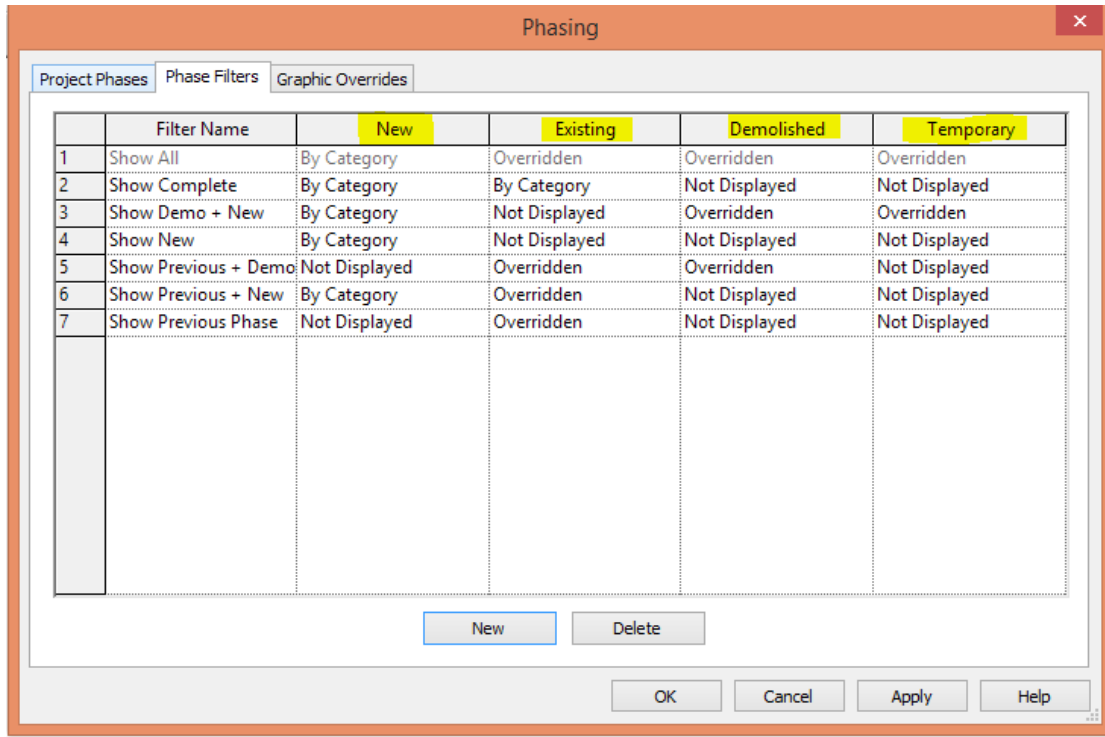 Phasing
Project Phases Phase Filters Graphic Overrides
Filter Name New Existing Demolished Temporary
1 Show All By Category Overridden Overridden Overridden
2 Show Complete By Category By Category Not Displayed Not Displayed
3 Show Demo + New By Category Not Displayed Overridden Overridden
4 Show New By Category Not Displayed Not Displayed Not Displayed
5 Show Previous + Demo Not Displayed Overridden Overridden Not Displayed
6 Show Previous + New By Category Overridden Not Displayed Not Displayed
7 Show Previous Phase Not Displayed Overridden Not Displayed Not Displayed
New Delete
OK Cancel Apply Help